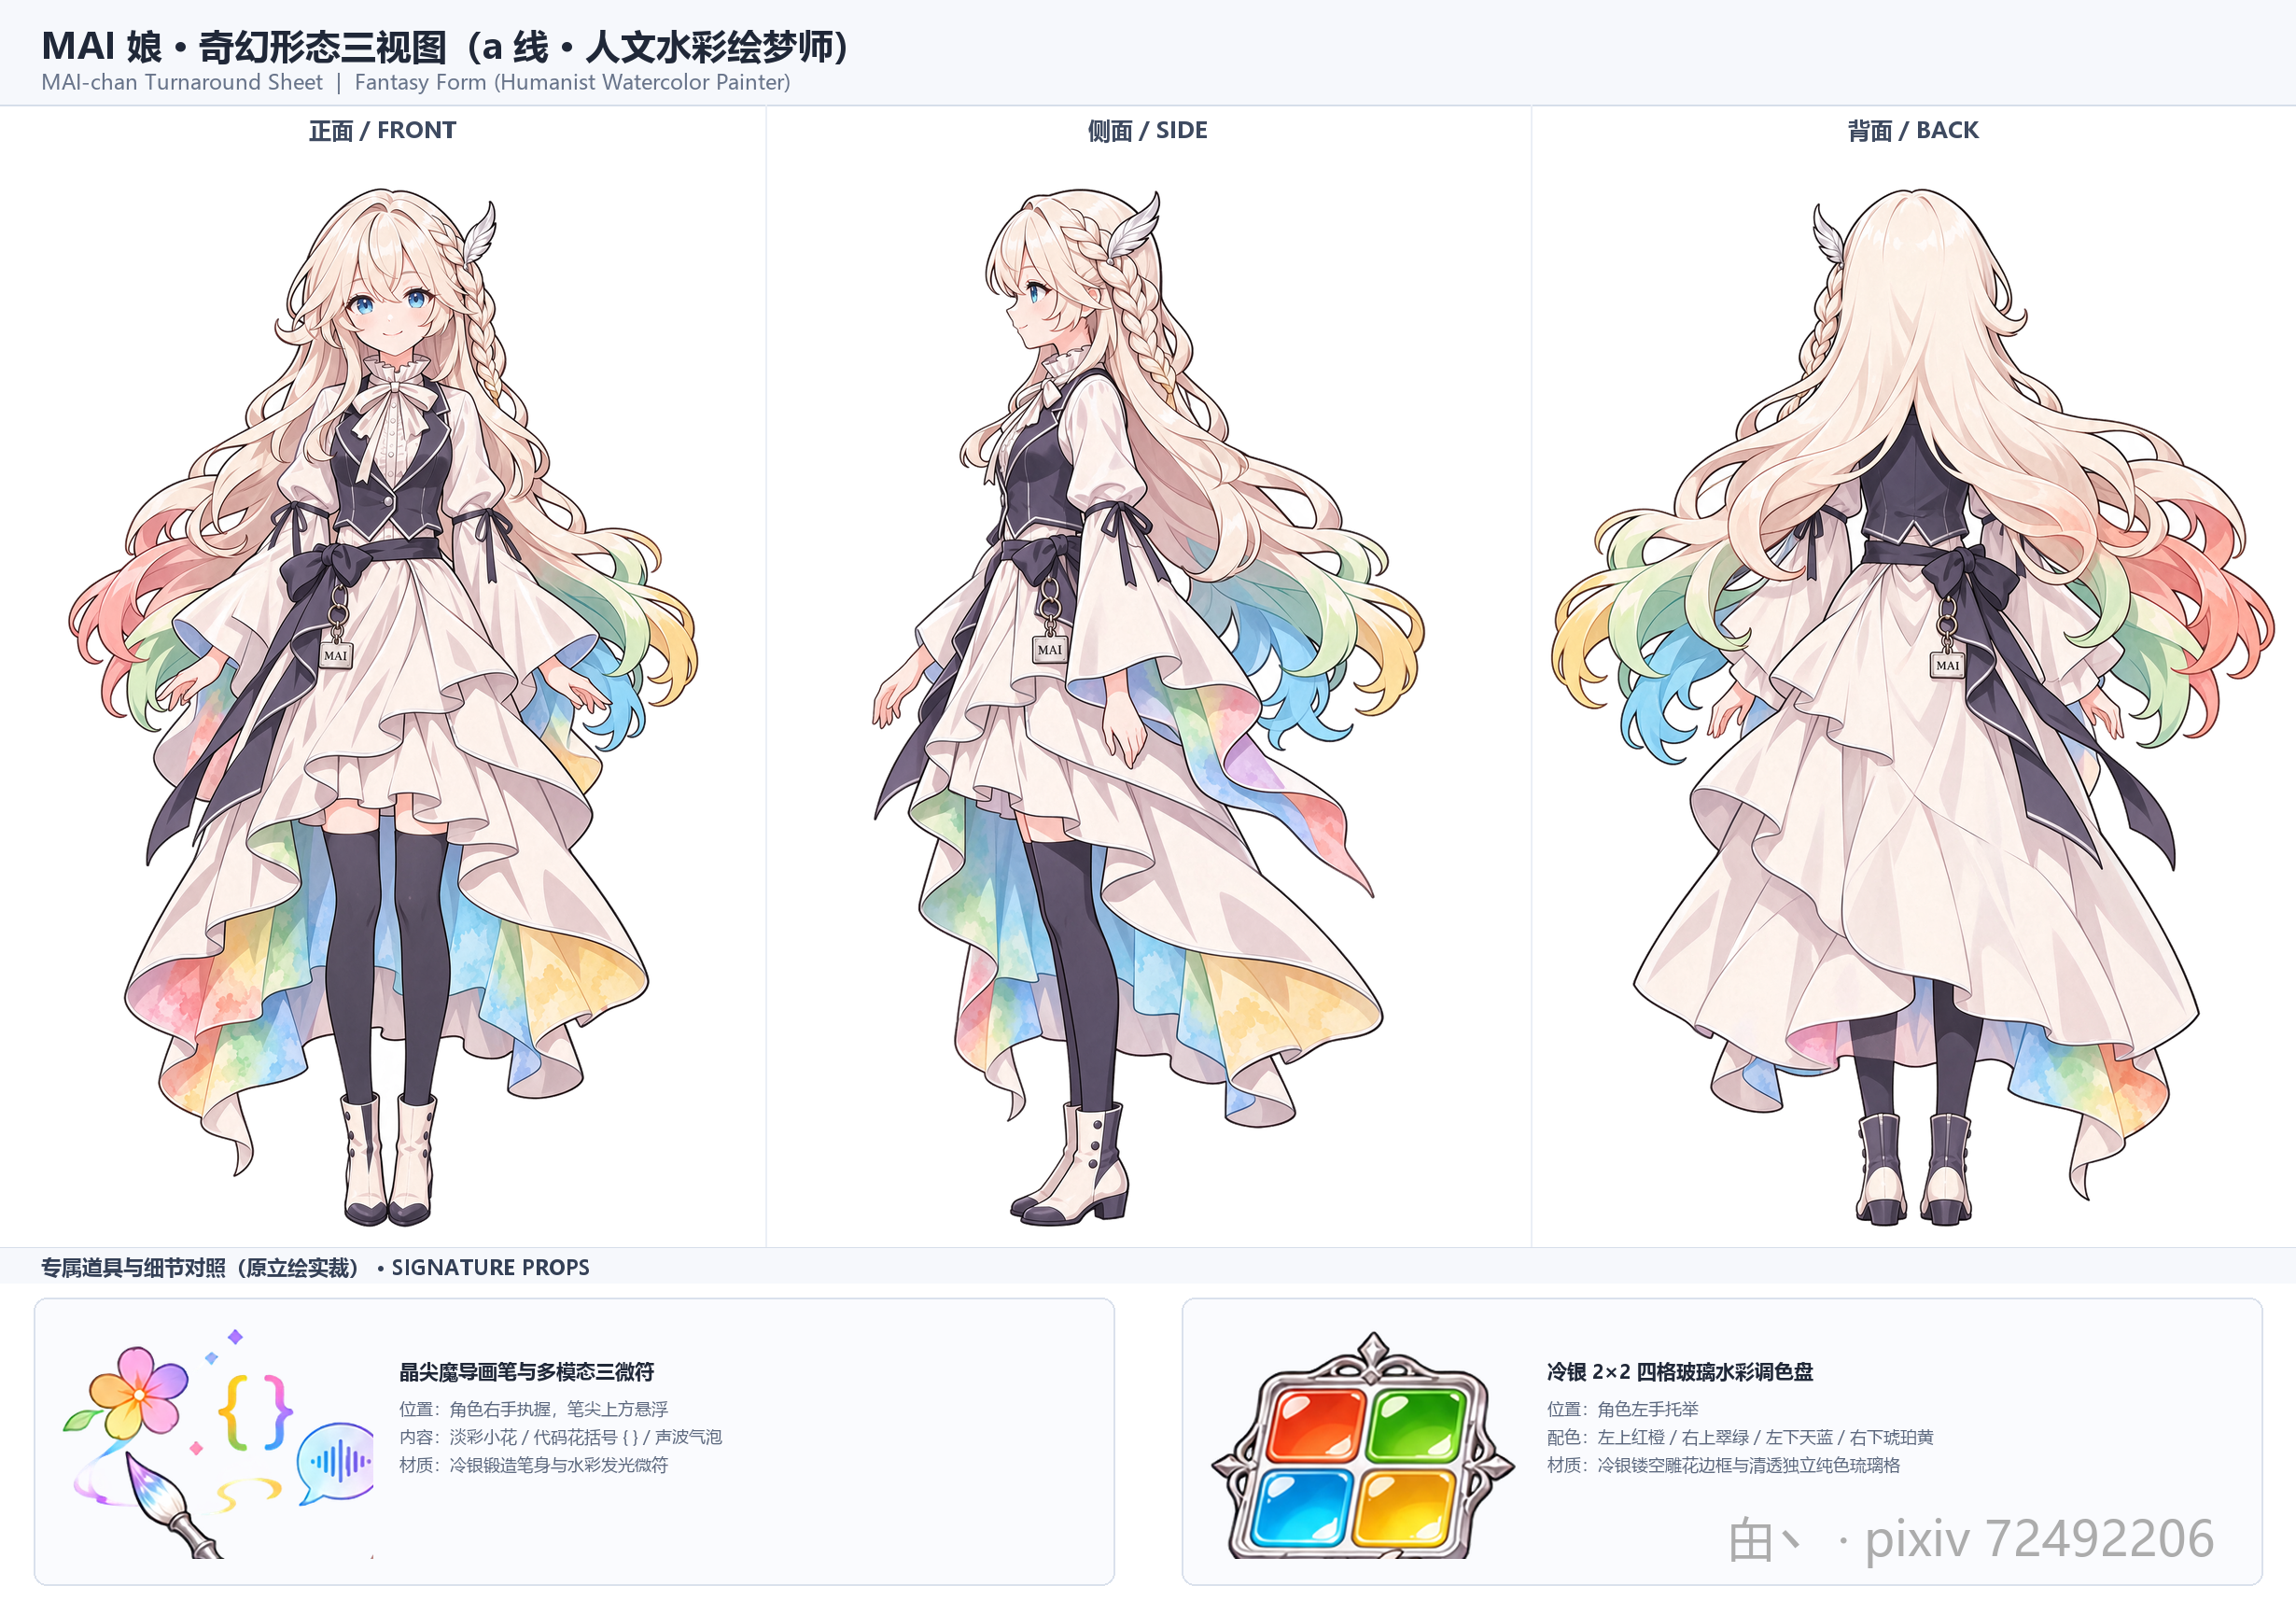 MAI 娘 • 奇幻形态三视图（a 线 • 人文水彩绘梦师）
MAI-chan Turnaround Sheet | Fantasy Form (Humanist Watercolor Painter)
正面 / FRONT
侧面 / SIDE
背面 / BACK
MAI
MAI
MAI
专属道具与细节对照（原立绘实裁） • SIGNATURE PROPS
{ }
晶尖魔导画笔与多模态三微符
位置：角色右手执握，笔尖上方悬浮
内容：淡彩小花 / 代码花括号 { } / 声波气泡
材质：冷银锻造笔身与水彩发光微符
冷银 2×2 四格玻璃水彩调色盘
位置：角色左手托举
配色：左上红橙 / 右上翠绿 / 左下天蓝 / 右下琥珀黄
材质：冷银镂空雕花边框与清透独立纯色琉璃格
由丶 · pixiv 72492206